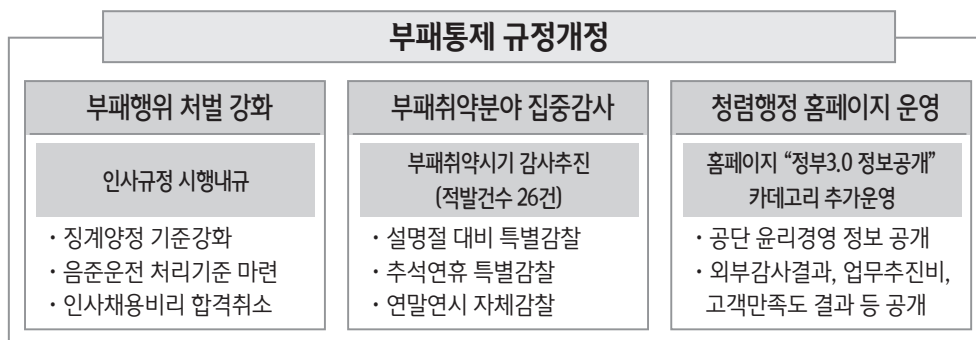 부패통제 규정개정
부패행위 처벌 강화
인사규정 시행내규
· 징계양정 기준강화
· 음준운전 처리기준 마련
· 인사채용비리 합격취소
부패취약분야 집중감사
부패취약시기 감사추진
(적발건수 26건)
· 설명절 대비 특별감찰
· 추석연휴 특별감찰
· 연말연시 자체감찰
청렴행정 홈페이지 운영
홈페이지 “정부3.0 정보공개”
카데고리 추가운영
· 공단 윤리경영 정보 공개
· 외부감사결과, 업무추진비,
고객만족도 결과 등 공개